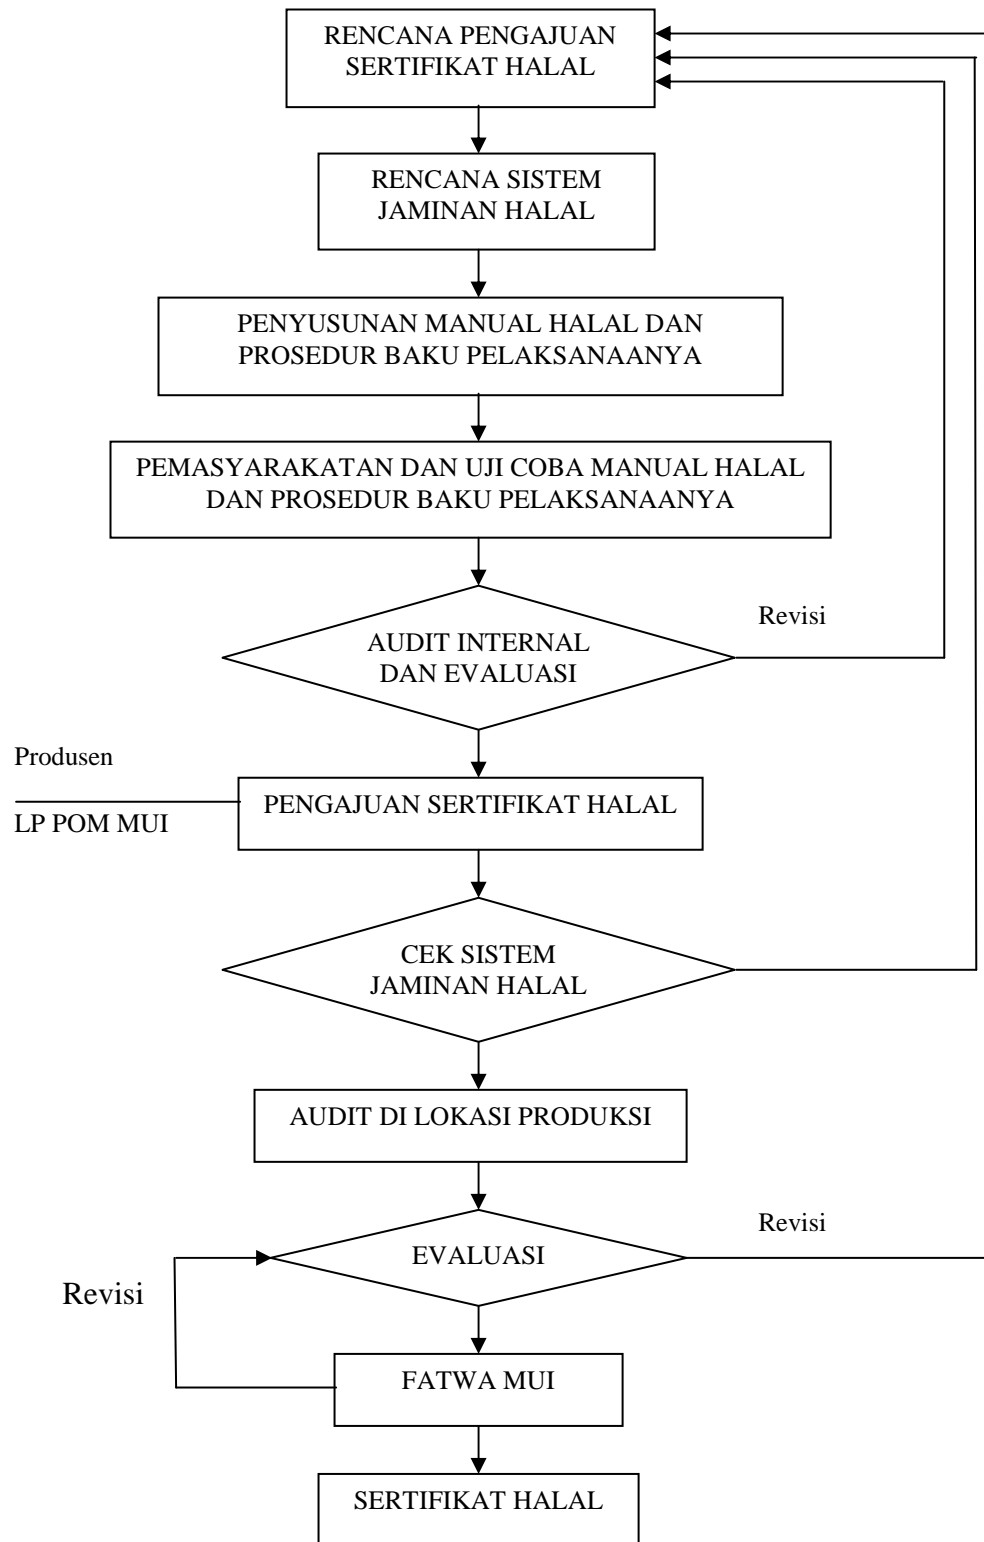 RENCANA PENGAJUAN
SERTIFIKAT HALAL
RENCANA SISTEM
JAMINAN HALAL
PENYUSUNAN MANUAL HALAL DAN
PROSEDUR BAKU PELAKSANAANYA
PEMASYARAKATAN DAN UJI COBA MANUAL HALAL
DAN PROSEDUR BAKU PELAKSANAANYA
Revisi
AUDIT INTERNAL
DAN EVALUASI
Produsen
PENGAJUAN SERTIFIKAT HALAL
LP POM MUI
CEK SISTEM
JAMINAN HALAL
AUDIT DI LOKASI PRODUKSI
Revisi
EVALUASI
Revisi
FATWA MUI
SERTIFIKAT HALAL